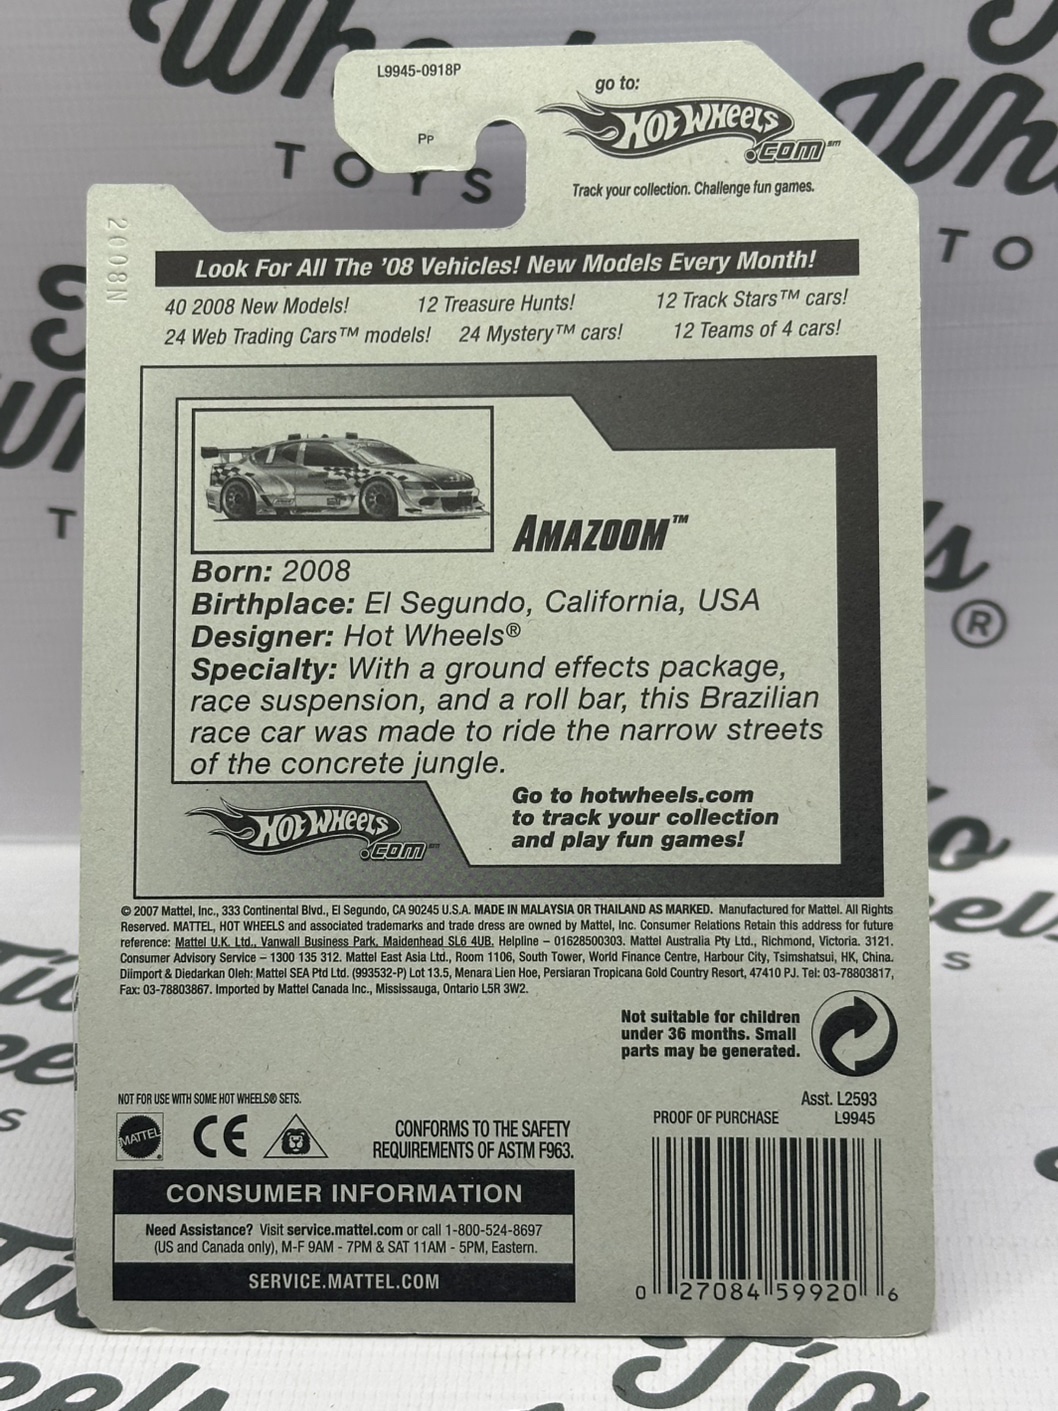 L9945-0918P
PP
go to:
HOT WHEELS
.COM℠
Track your collection. Challenge fun games.
2008N
Look For All The '08 Vehicles! New Models Every Month!
40 2008 New Models! 12 Treasure Hunts! 12 Track Stars™ cars!
24 Web Trading Cars™ models! 24 Mystery™ cars! 12 Teams of 4 cars!
AMAZOOM™
Born: 2008
Birthplace: El Segundo, California, USA
Designer: Hot Wheels®
Specialty: With a ground effects package,
race suspension, and a roll bar, this Brazilian
race car was made to ride the narrow streets
of the concrete jungle.
HOT WHEELS
.COM℠
Go to hotwheels.com
to track your collection
and play fun games!
© 2007 Mattel, Inc., 333 Continental Blvd., El Segundo, CA 90245 U.S.A. MADE IN MALAYSIA OR THAILAND AS MARKED. Manufactured for Mattel. All Rights
Reserved. MATTEL, HOT WHEELS and associated trademarks and trade dress are owned by Mattel, Inc. Consumer Relations Retain this address for future
reference: Mattel U.K. Ltd., Vanwall Business Park, Maidenhead SL6 4UB. Helpline – 01628500303. Mattel Australia Pty Ltd., Richmond, Victoria. 3121.
Consumer Advisory Service – 1300 135 312. Mattel East Asia Ltd., Room 1106, South Tower, World Finance Centre, Harbour City, Tsimshatsui, HK, China.
Diimport & Diedarkan Oleh: Mattel SEA Ptd Ltd. (993532-P) Lot 13.5, Menara Lien Hoe, Persiaran Tropicana Gold Country Resort, 47410 PJ. Tel: 03-78803817,
Fax: 03-78803867. Imported by Mattel Canada Inc., Mississauga, Ontario L5R 3W2.
Not suitable for children
under 36 months. Small
parts may be generated.
NOT FOR USE WITH SOME HOT WHEELS® SETS.
Asst. L2593
PROOF OF PURCHASE L9945
MATTEL
CE
CONFORMS TO THE SAFETY
REQUIREMENTS OF ASTM F963.
CONSUMER INFORMATION
Need Assistance? Visit service.mattel.com or call 1-800-524-8697
(US and Canada only), M-F 9AM - 7PM & SAT 11AM - 5PM, Eastern.
SERVICE.MATTEL.COM
0 27084 59920 6
TOYS
TO
®
Tio